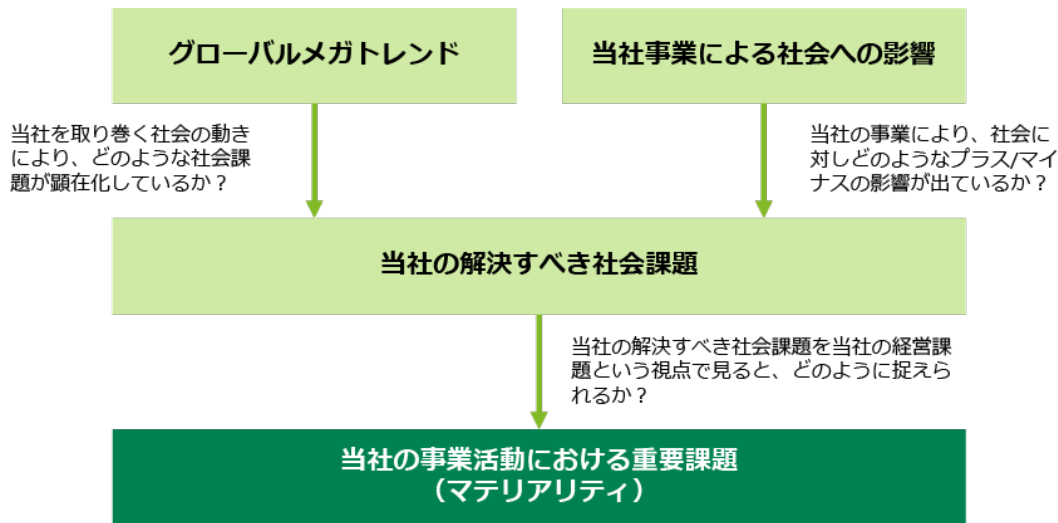 グローバルメガトレンド
当社事業による社会への影響
当社を取り巻く社会の動き
により、どのような社会課
題が顕在化しているか？
当社の事業により、社会に
対しどのようなプラス/マイ
ナスの影響が出ているか？
当社の解決すべき社会課題
当社の解決すべき社会課題を当社の経営課
題という視点で見ると、どのように捉えら
れるか？
当社の事業活動における重要課題
（マテリアリティ）